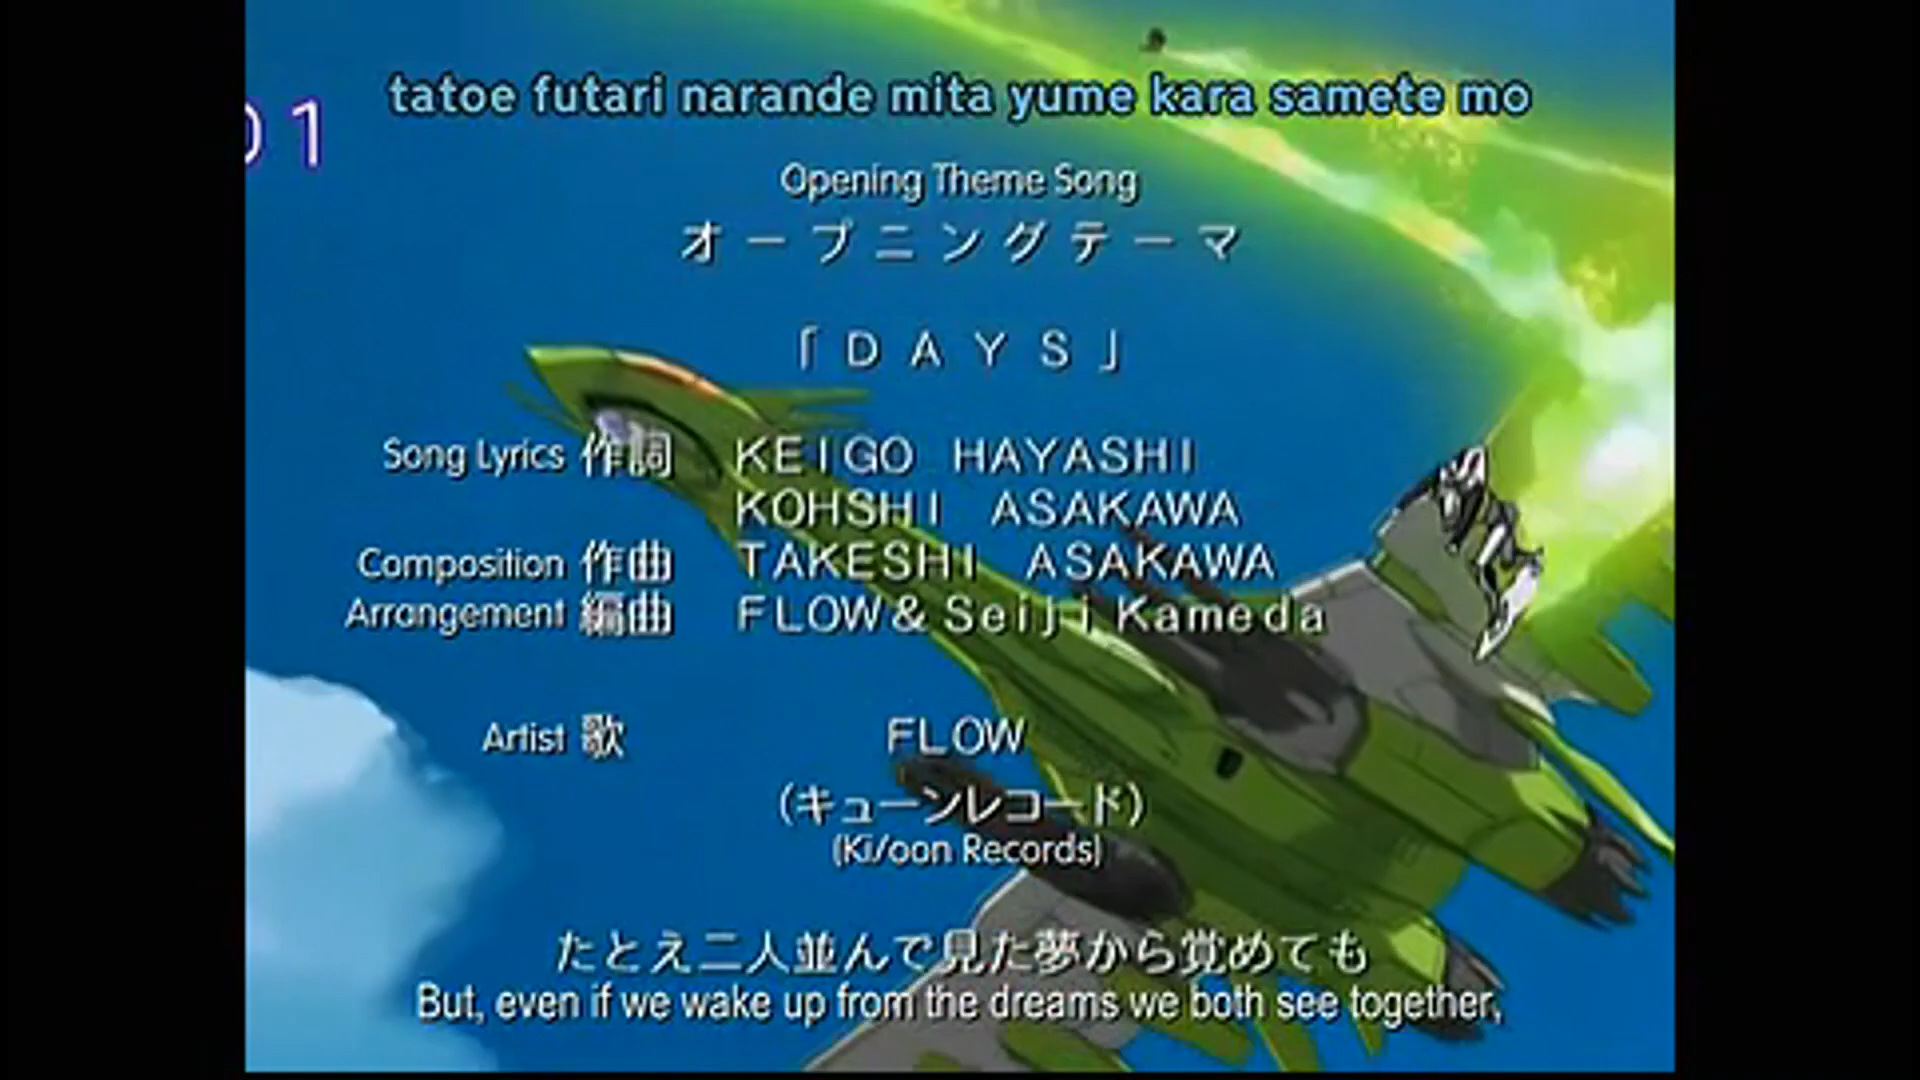 tatoe futari narande mita yume kara samete mo
01
Opening Theme Song
オープニングテーマ
「DAYS」
Song Lyrics 作詞 KEIGO HAYASHI
KOHSHI ASAKAWA
Composition 作曲 TAKESHI ASAKAWA
Arrangement 編曲 FLOW & Seiji Kameda
Artist 歌 FLOW
(キューンレコード)
(Ki/oon Records)
たとえ二人並んで見た夢から覚めても
But, even if we wake up from the dreams we both see together,